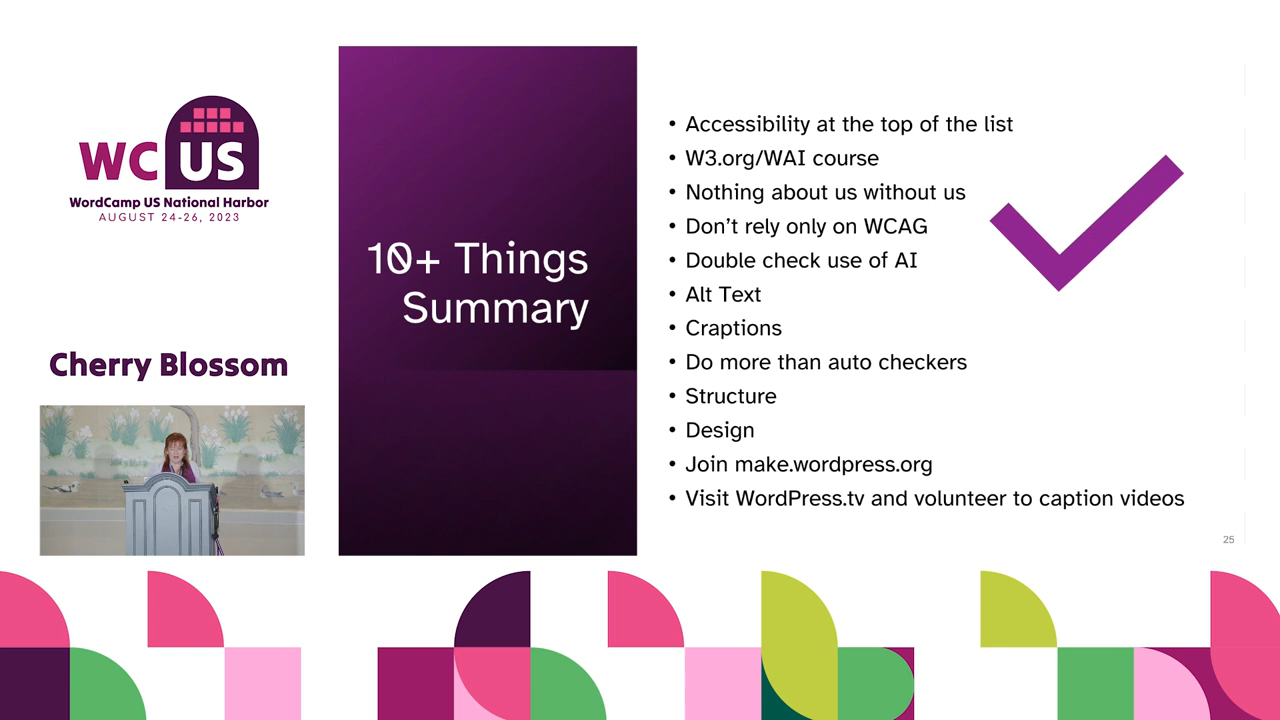 WC US
WordCamp US National Harbor
AUGUST 24-26, 2023
Cherry Blossom
10+ Things
Summary
• Accessibility at the top of the list
• W3.org/WAI course
• Nothing about us without us
• Don’t rely only on WCAG
• Double check use of AI
• Alt Text
• Craptions
• Do more than auto checkers
• Structure
• Design
• Join make.wordpress.org
• Visit WordPress.tv and volunteer to caption videos
25